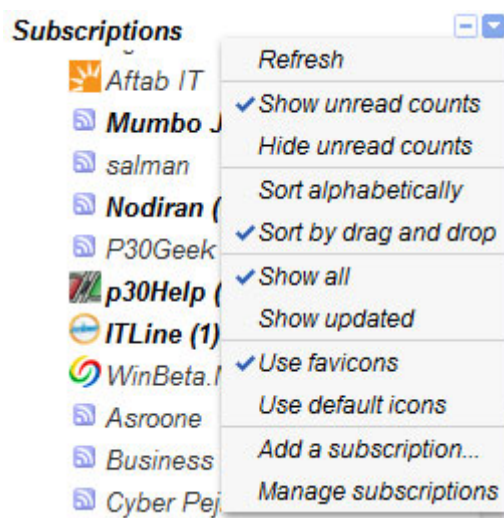 Subscriptions
Aftab IT
Mumbo J
salman
Nodiran (
P30Geek
p30Help (
ITLine (1)
WinBeta.
Asroone
Business
Cyber Pej
Refresh
Show unread counts
Hide unread counts
Sort alphabetically
Sort by drag and drop
Show all
Show updated
Use favicons
Use default icons
Add a subscription...
Manage subscriptions